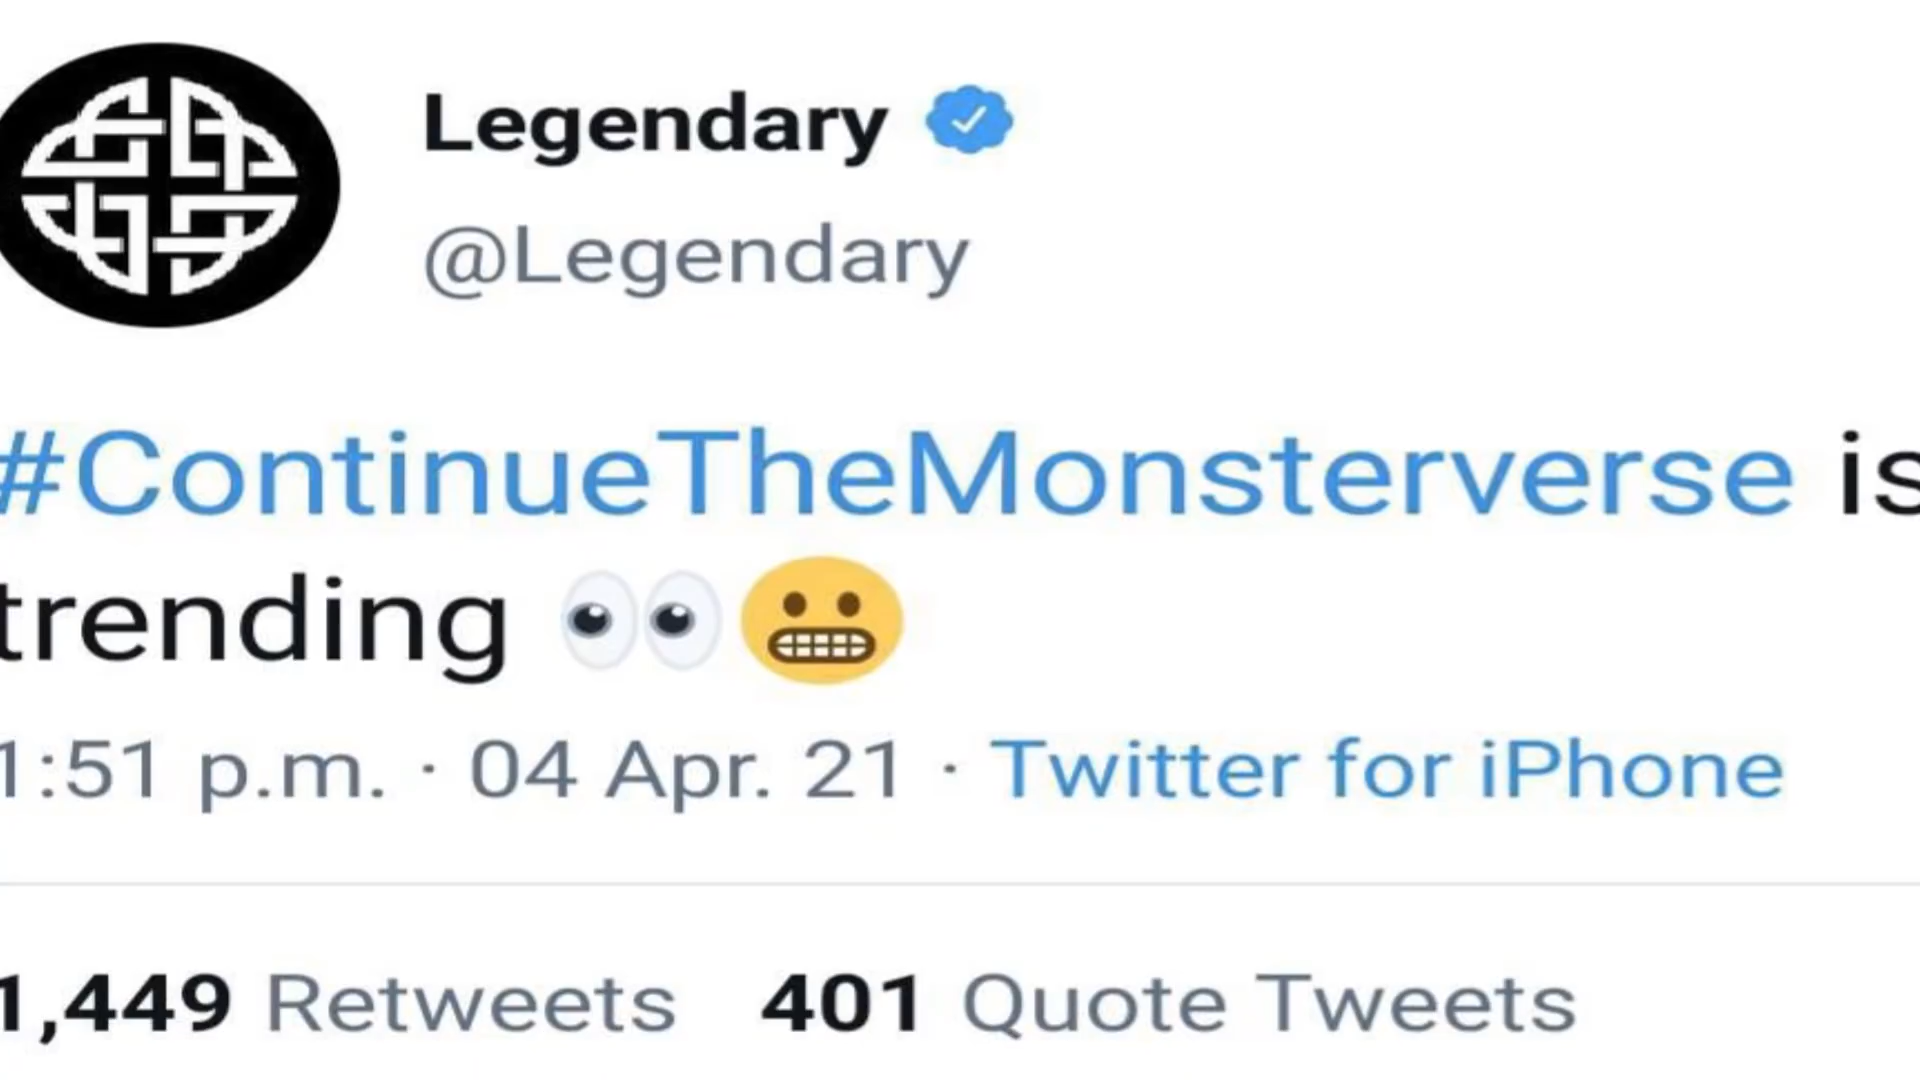 Legendary
@Legendary
#ContinueTheMonsterverse is
trending 👀😬
1:51 p.m. · 04 Apr. 21 · Twitter for iPhone
1,449 Retweets 401 Quote Tweets